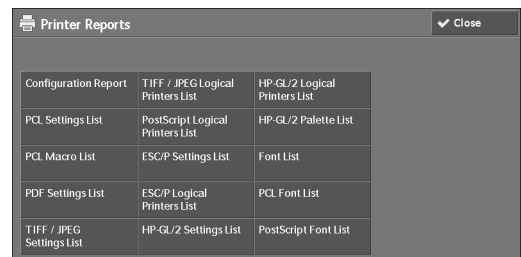 Printer Reports
Close
Configuration Report
TIFF / JPEG Logical
Printers List
HP-GL/2 Logical
Printers List
PCL Settings List
PostScript Logical
Printers List
HP-GL/2 Palette List
PCL Macro List
ESC/P Settings List
Font List
PDF Settings List
ESC/P Logical
Printers List
PCL Font List
TIFF / JPEG
Settings List
HP-GL/2 Settings List
PostScript Font List